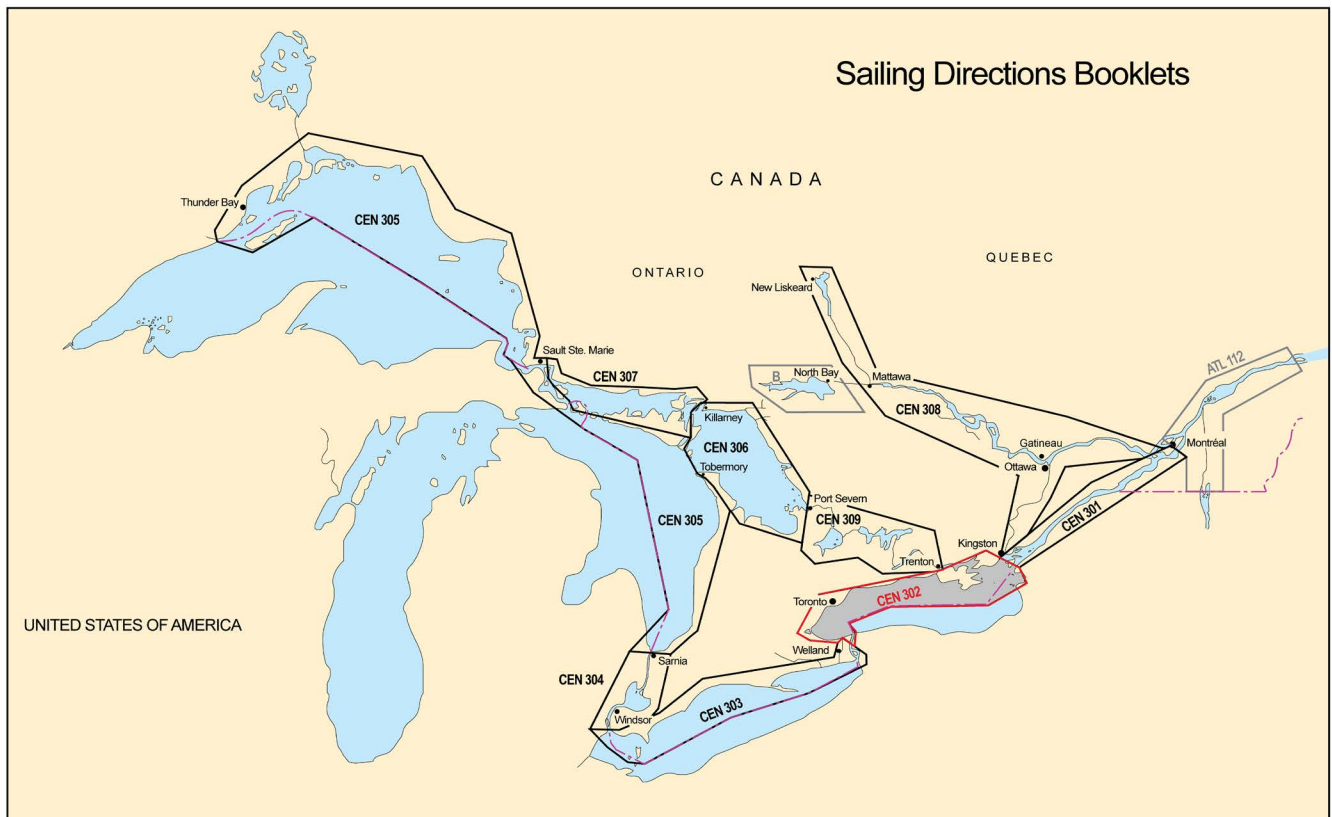 Sailing Directions Booklets
CANADA
Thunder Bay
CEN 305
ONTARIO
QUEBEC
New Liskeard
Sault Ste. Marie
CEN 307
B
North Bay
Mattawa
ATL 112
CEN 308
Killarney
CEN 306
Gatineau
Montréal
Ottawa
Tobermory
Port Severn
CEN 305
CEN 309
CEN 301
Kingston
Trenton
CEN 302
Toronto
UNITED STATES OF AMERICA
Welland
Sarnia
CEN 304
CEN 303
Windsor